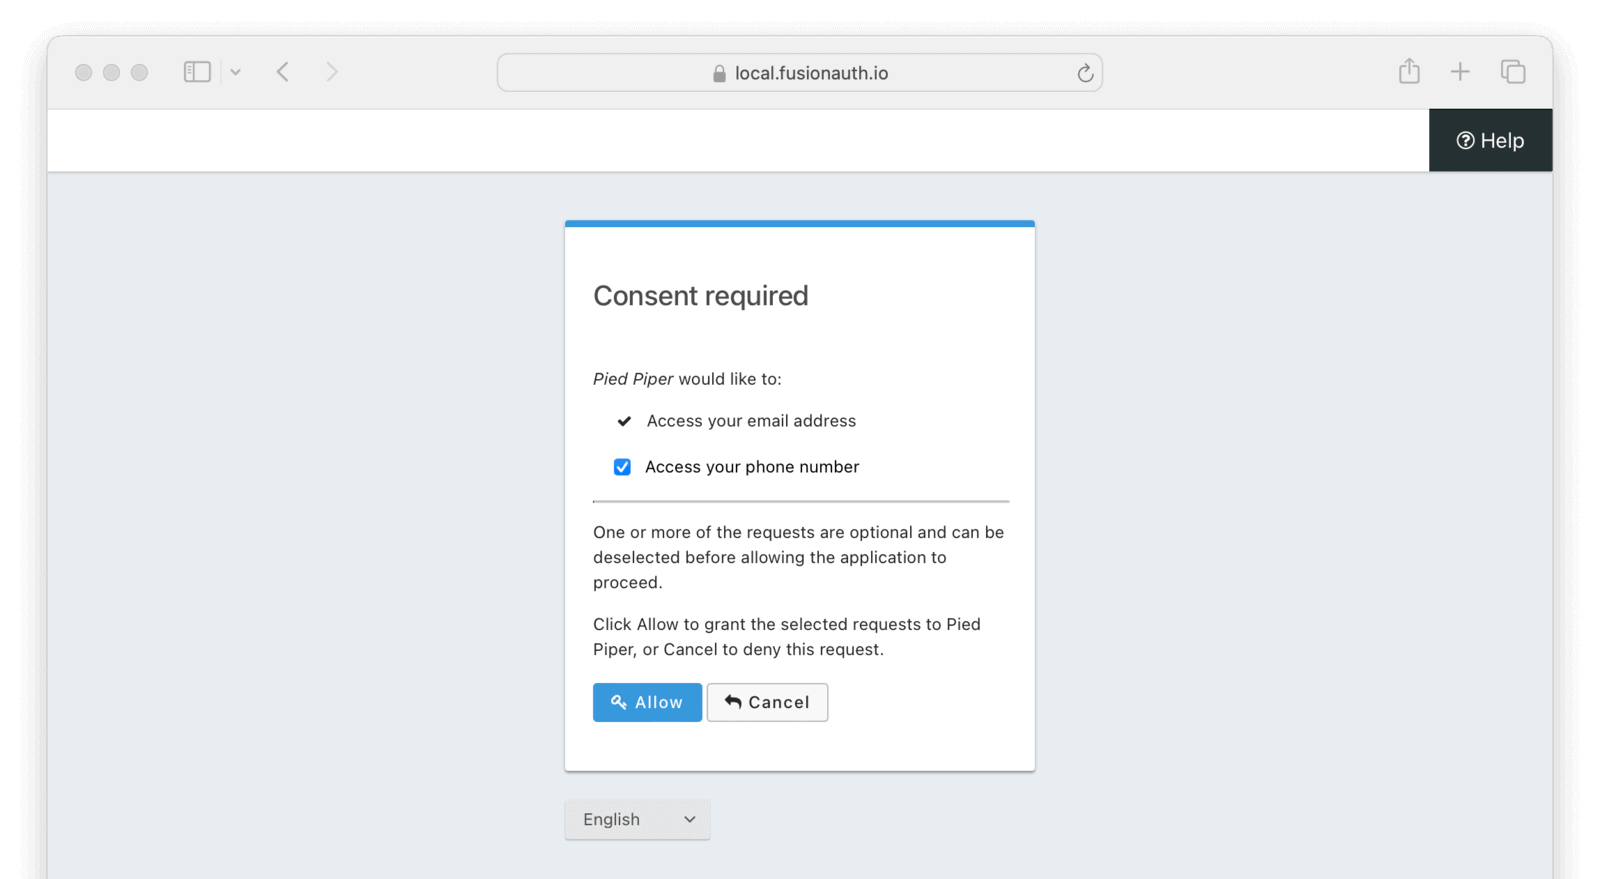 local.fusionauth.io
Help
Consent required
Pied Piper would like to:
Access your email address
Access your phone number
One or more of the requests are optional and can be
deselected before allowing the application to
proceed.
Click Allow to grant the selected requests to Pied
Piper, or Cancel to deny this request.
Allow
Cancel
English